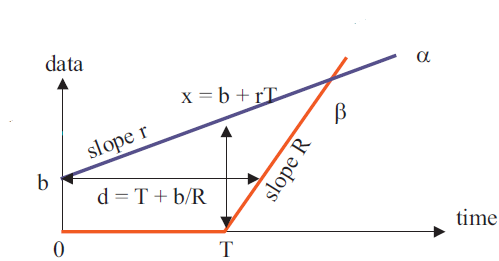 α
data
x = b + rT
β
slope r
slope R
b
d = T + b/R
time
0
T